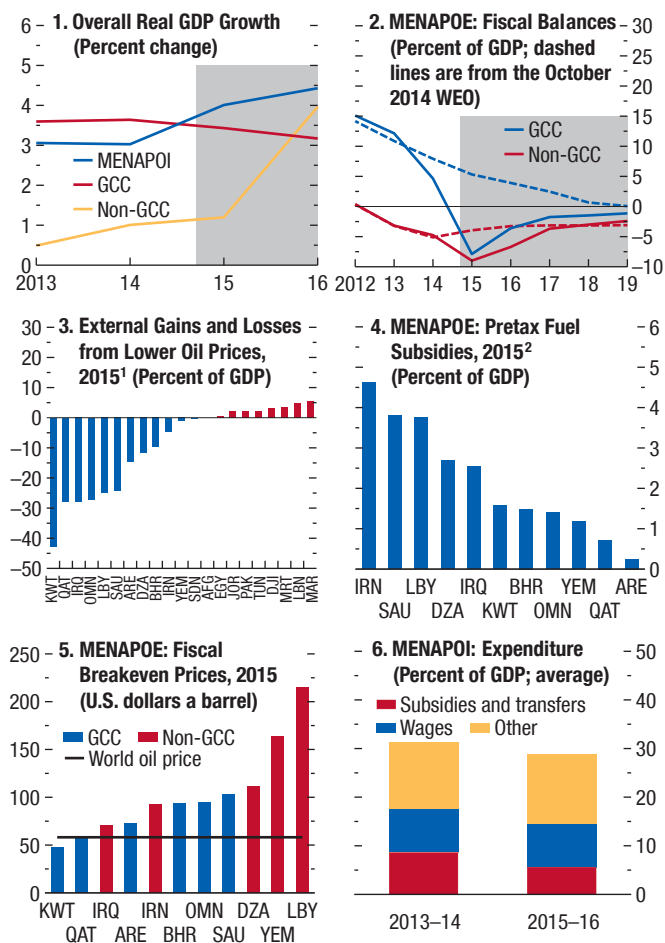 1. Overall Real GDP Growth
(Percent change)
6
5
4
3
2
1
0
MENAPOI
GCC
Non-GCC
2013 14 15 16
2. MENAPOE: Fiscal Balances
(Percent of GDP; dashed
lines are from the October
2014 WEO)
30
25
20
15
10
5
0
–5
–10
GCC
Non-GCC
2012 13 14 15 16 17 18 19
3. External Gains and Losses
from Lower Oil Prices,
2015¹ (Percent of GDP)
30
20
10
0
–10
–20
–30
–40
–50
KWT QAT IRQ OMN LBY SAU ARE DZA BHR IRN YEM SDN AFG EGY JOR PAK TUN DJI MRT LBN MAR
4. MENAPOE: Pretax Fuel
Subsidies, 2015²
(Percent of GDP)
6
5
4
3
2
1
0
IRN LBY IRQ BHR YEM ARE
SAU DZA KWT OMN QAT
5. MENAPOE: Fiscal
Breakeven Prices, 2015
(U.S. dollars a barrel)
250
200
150
100
50
0
GCC Non-GCC
World oil price
KWT IRQ IRN OMN DZA LBY
QAT ARE BHR SAU YEM
6. MENAPOI: Expenditure
(Percent of GDP; average)
50
40
30
20
10
0
Subsidies and transfers
Wages Other
2013–14 2015–16